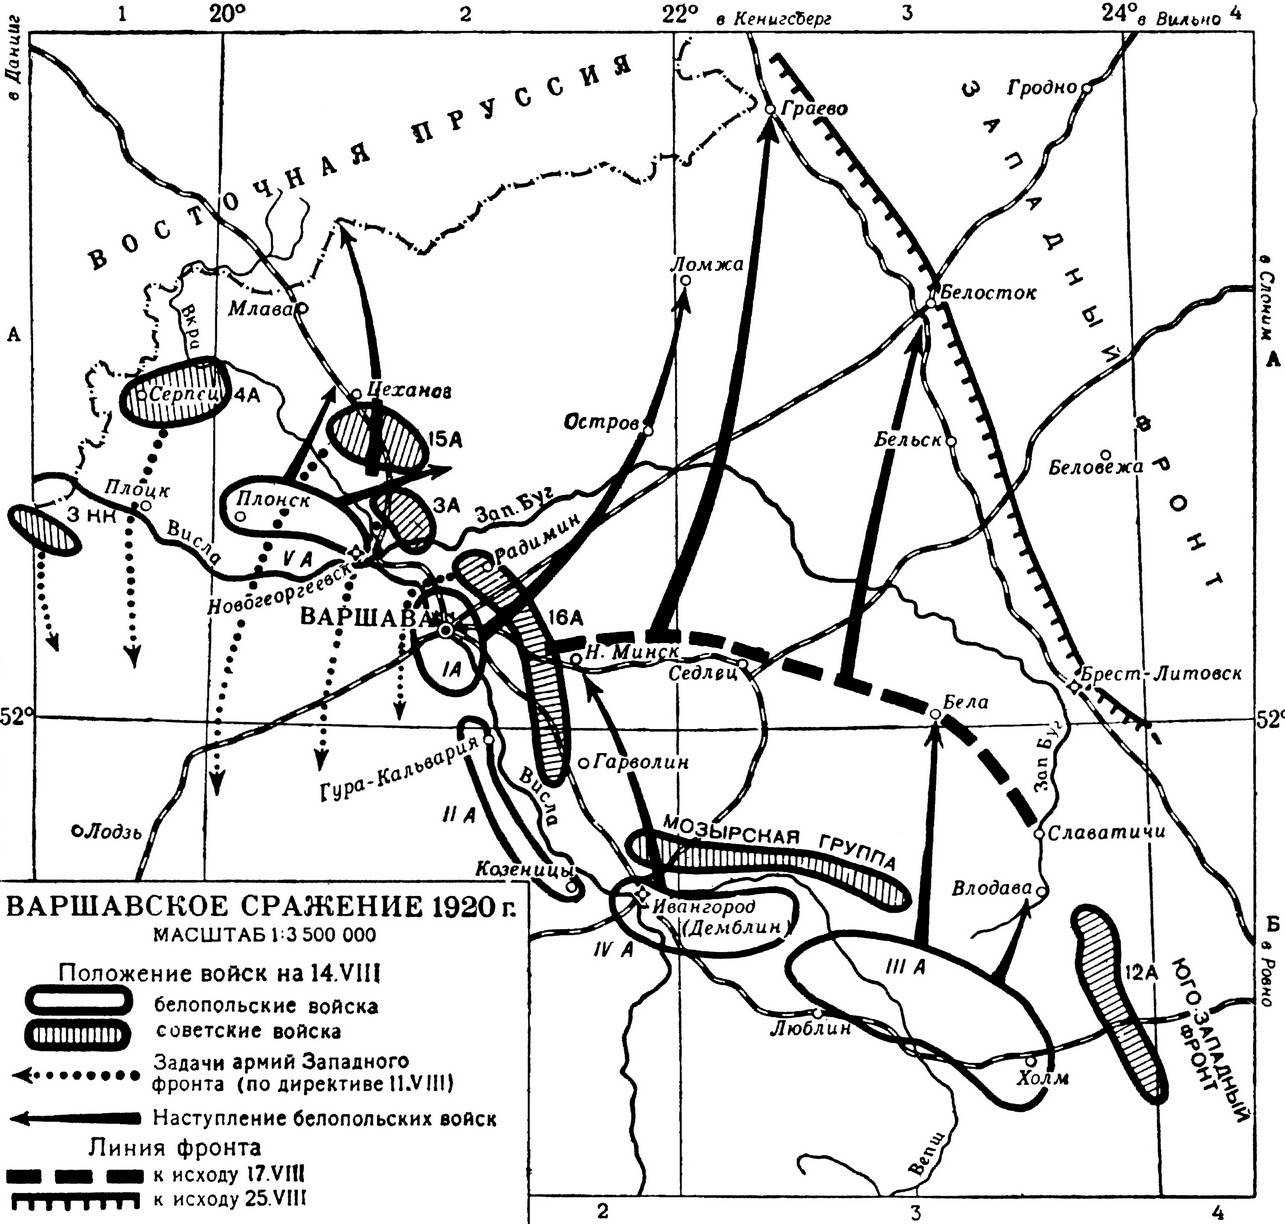 1 20° 2 22° 3 24° 4
в Кенигсберг
в Вильно
в Данциг
ВОСТОЧНАЯ ПРУССИЯ
ЗАПАДНЫЙ ФРОНТ
Граево
Гродно
Ломжа
Белосток
в Слоним
А
А
Млава
Вкра
Серпец
4А
Цеханов
15А
Остров
Бельск
Беловежа
Плоцк
3 КК
Плонск
3А
Зап. Буг
Висла
V А
Радимин
Новогеоргеевск
ВАРШАВА
16А
I А
Н. Минск
Седлец
Брест-Литовск
52°
52°
Бела
Зап Буг
Гура-Кальвария
Гарволин
Висла
II А
Лодзь
МОЗЫРСКАЯ ГРУППА
Славатичи
Козеницы
Влодава
Ивангород
(Демблин)
IV А
III А
12А
Б
в Ровно
ЮГО-ЗАПАДНЫЙ
ФРОНТ
Люблин
Холм
Вепш
ВАРШАВСКОЕ СРАЖЕНИЕ 1920 г.
МАСШТАБ 1:3 500 000
Положение войск на 14.VIII
белопольские войска
советские войска
Задачи армий Западного
фронта (по директиве 11.VIII)
Наступление белопольских войск
Линия фронта
к исходу 17.VIII
к исходу 25.VIII
2 3 4